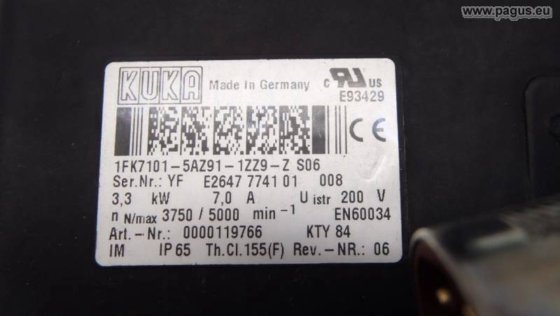 www.pagus.eu
KUKA Made in Germany c RU US
E93429
CE
1FK7101-5AZ91-1ZZ9-Z S06
Ser.Nr.: YF E2647 7741 01 008
3,3 kW 7,0 A U istr 200 V
n N/max 3750 / 5000 min -1 EN60034
Art.-Nr.: 0000119766 KTY 84
IM IP 65 Th.Cl.155(F) Rev.-NR.: 06